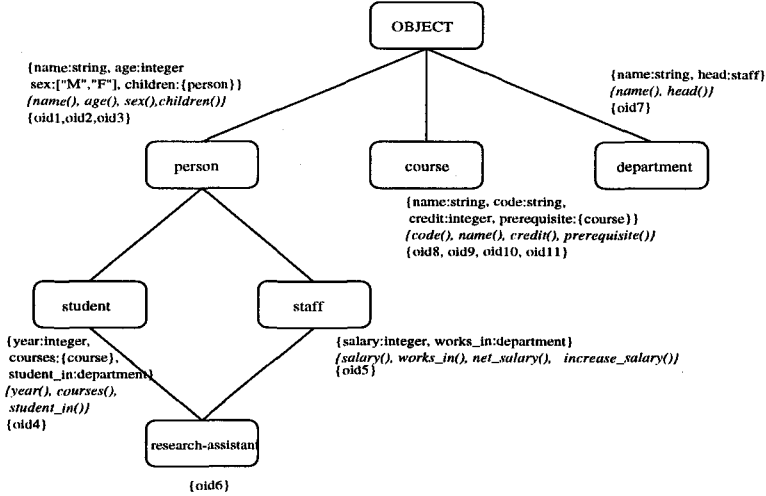 OBJECT
{name:string, age:integer
sex:["M","F"], children:{person}}
{name(), age(), sex(),children()}
{oid1,oid2,oid3}
{name:string, head:staff}
{name(), head()}
{oid7}
person
course
department
{name:string, code:string,
credit:integer, prerequisite:{course}}
{code(), name(), credit(), prerequisite()}
{oid8, oid9, oid10, oid11}
student
staff
{year:integer,
courses:{course},
student_in:department}
{year(), courses(),
student_in()}
{oid4}
{salary:integer, works_in:department}
{salary(), works_in(), net_salary(), increase_salary()}
{oid5}
research-assistant
{oid6}